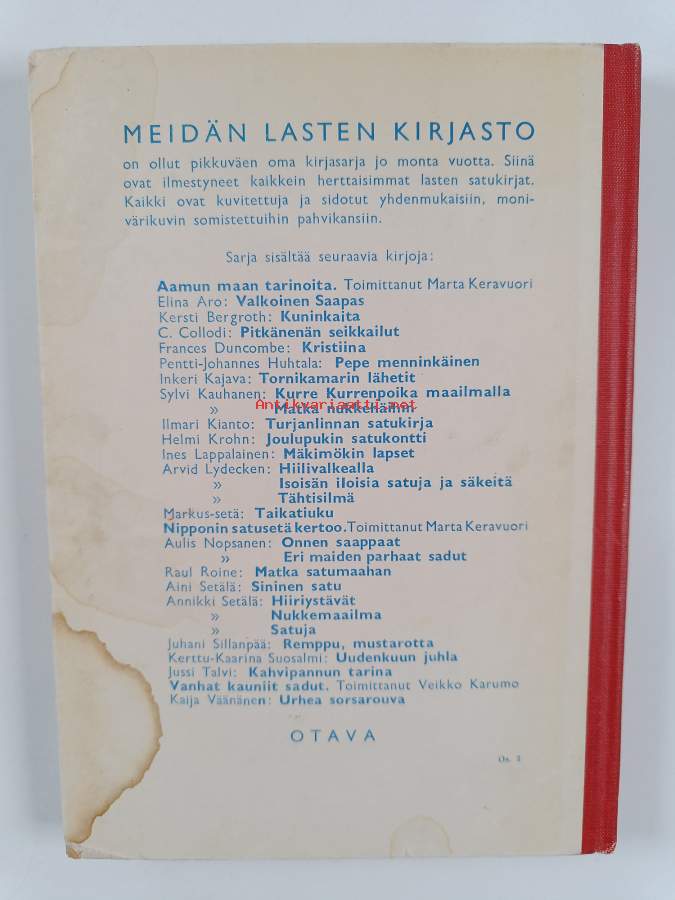 MEIDÄN LASTEN KIRJASTO
on ollut pikkuväen oma kirjasarja jo monta vuotta. Siinä
ovat ilmestyneet kaikkein herttaisimmat lasten satukirjat.
Kaikki ovat kuvitettuja ja sidotut yhdenmukaisiin, moni-
värikuvin somistettuihin pahvikansiin.
Sarja sisältää seuraavia kirjoja:
Aamun maan tarinoita. Toimittanut Marta Keravuori
Elina Aro: Valkoinen Saapas
Kersti Bergroth: Kuninkaita
C. Collodi: Pitkänenän seikkailut
Frances Duncombe: Kristiina
Pentti-Johannes Huhtala: Pepe menninkäinen
Inkeri Kajava: Tornikamarin lähetit
Sylvi Kauhanen: Kurre Kurrenpoika maailmalla
Antikvariaatti.net
» Matka nukkehäihin
Ilmari Kianto: Turjanlinnan satukirja
Helmi Krohn: Joulupukin satukontti
Ines Lappalainen: Mäkimökin lapset
Arvid Lydecken: Hiilivalkealla
» Isoisän iloisia satuja ja säkeitä
» Tähtisilmä
Markus-setä: Taikatiuku
Nipponin satusetä kertoo. Toimittanut Marta Keravuori
Aulis Nopsanen: Onnen saappaat
» Eri maiden parhaat sadut
Raul Roine: Matka satumaahan
Aini Setälä: Sininen satu
Annikki Setälä: Hiiriystävät
» Nukkemaailma
» Satuja
Juhani Sillanpää: Remppu, mustarotta
Kerttu-Kaarina Suosalmi: Uudenkuun juhla
Jussi Talvi: Kahvipannun tarina
Vanhat kauniit sadut. Toimittanut Veikko Karumo
Kaija Väänänen: Urhea sorsarouva
OTAVA